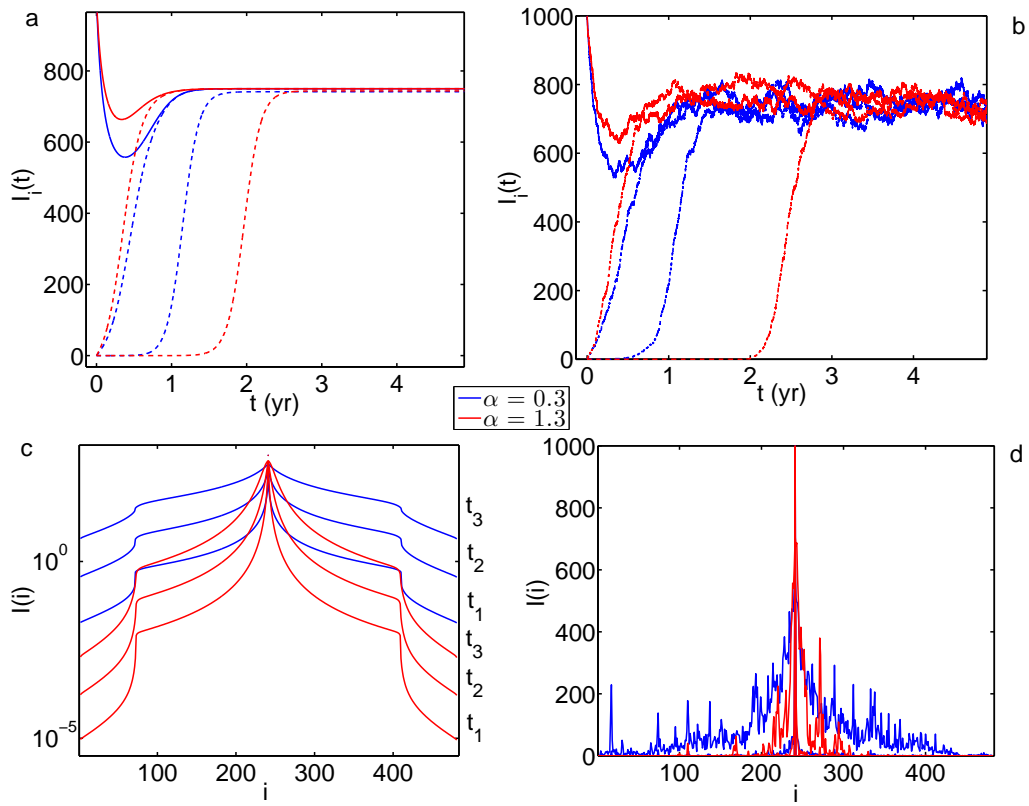 a
I_i(t)
800
600
400
200
0
0 1 2 3 4
t (yr)
b
I_i(t)
1000
800
600
400
200
0
0 1 2 3 4
t (yr)
α = 0.3
α = 1.3
c
I(i)
10^0
10^-5
t_3
t_2
t_1
t_3
t_2
t_1
100 200 300 400
i
d
I(i)
1000
800
600
400
200
0
100 200 300 400
i